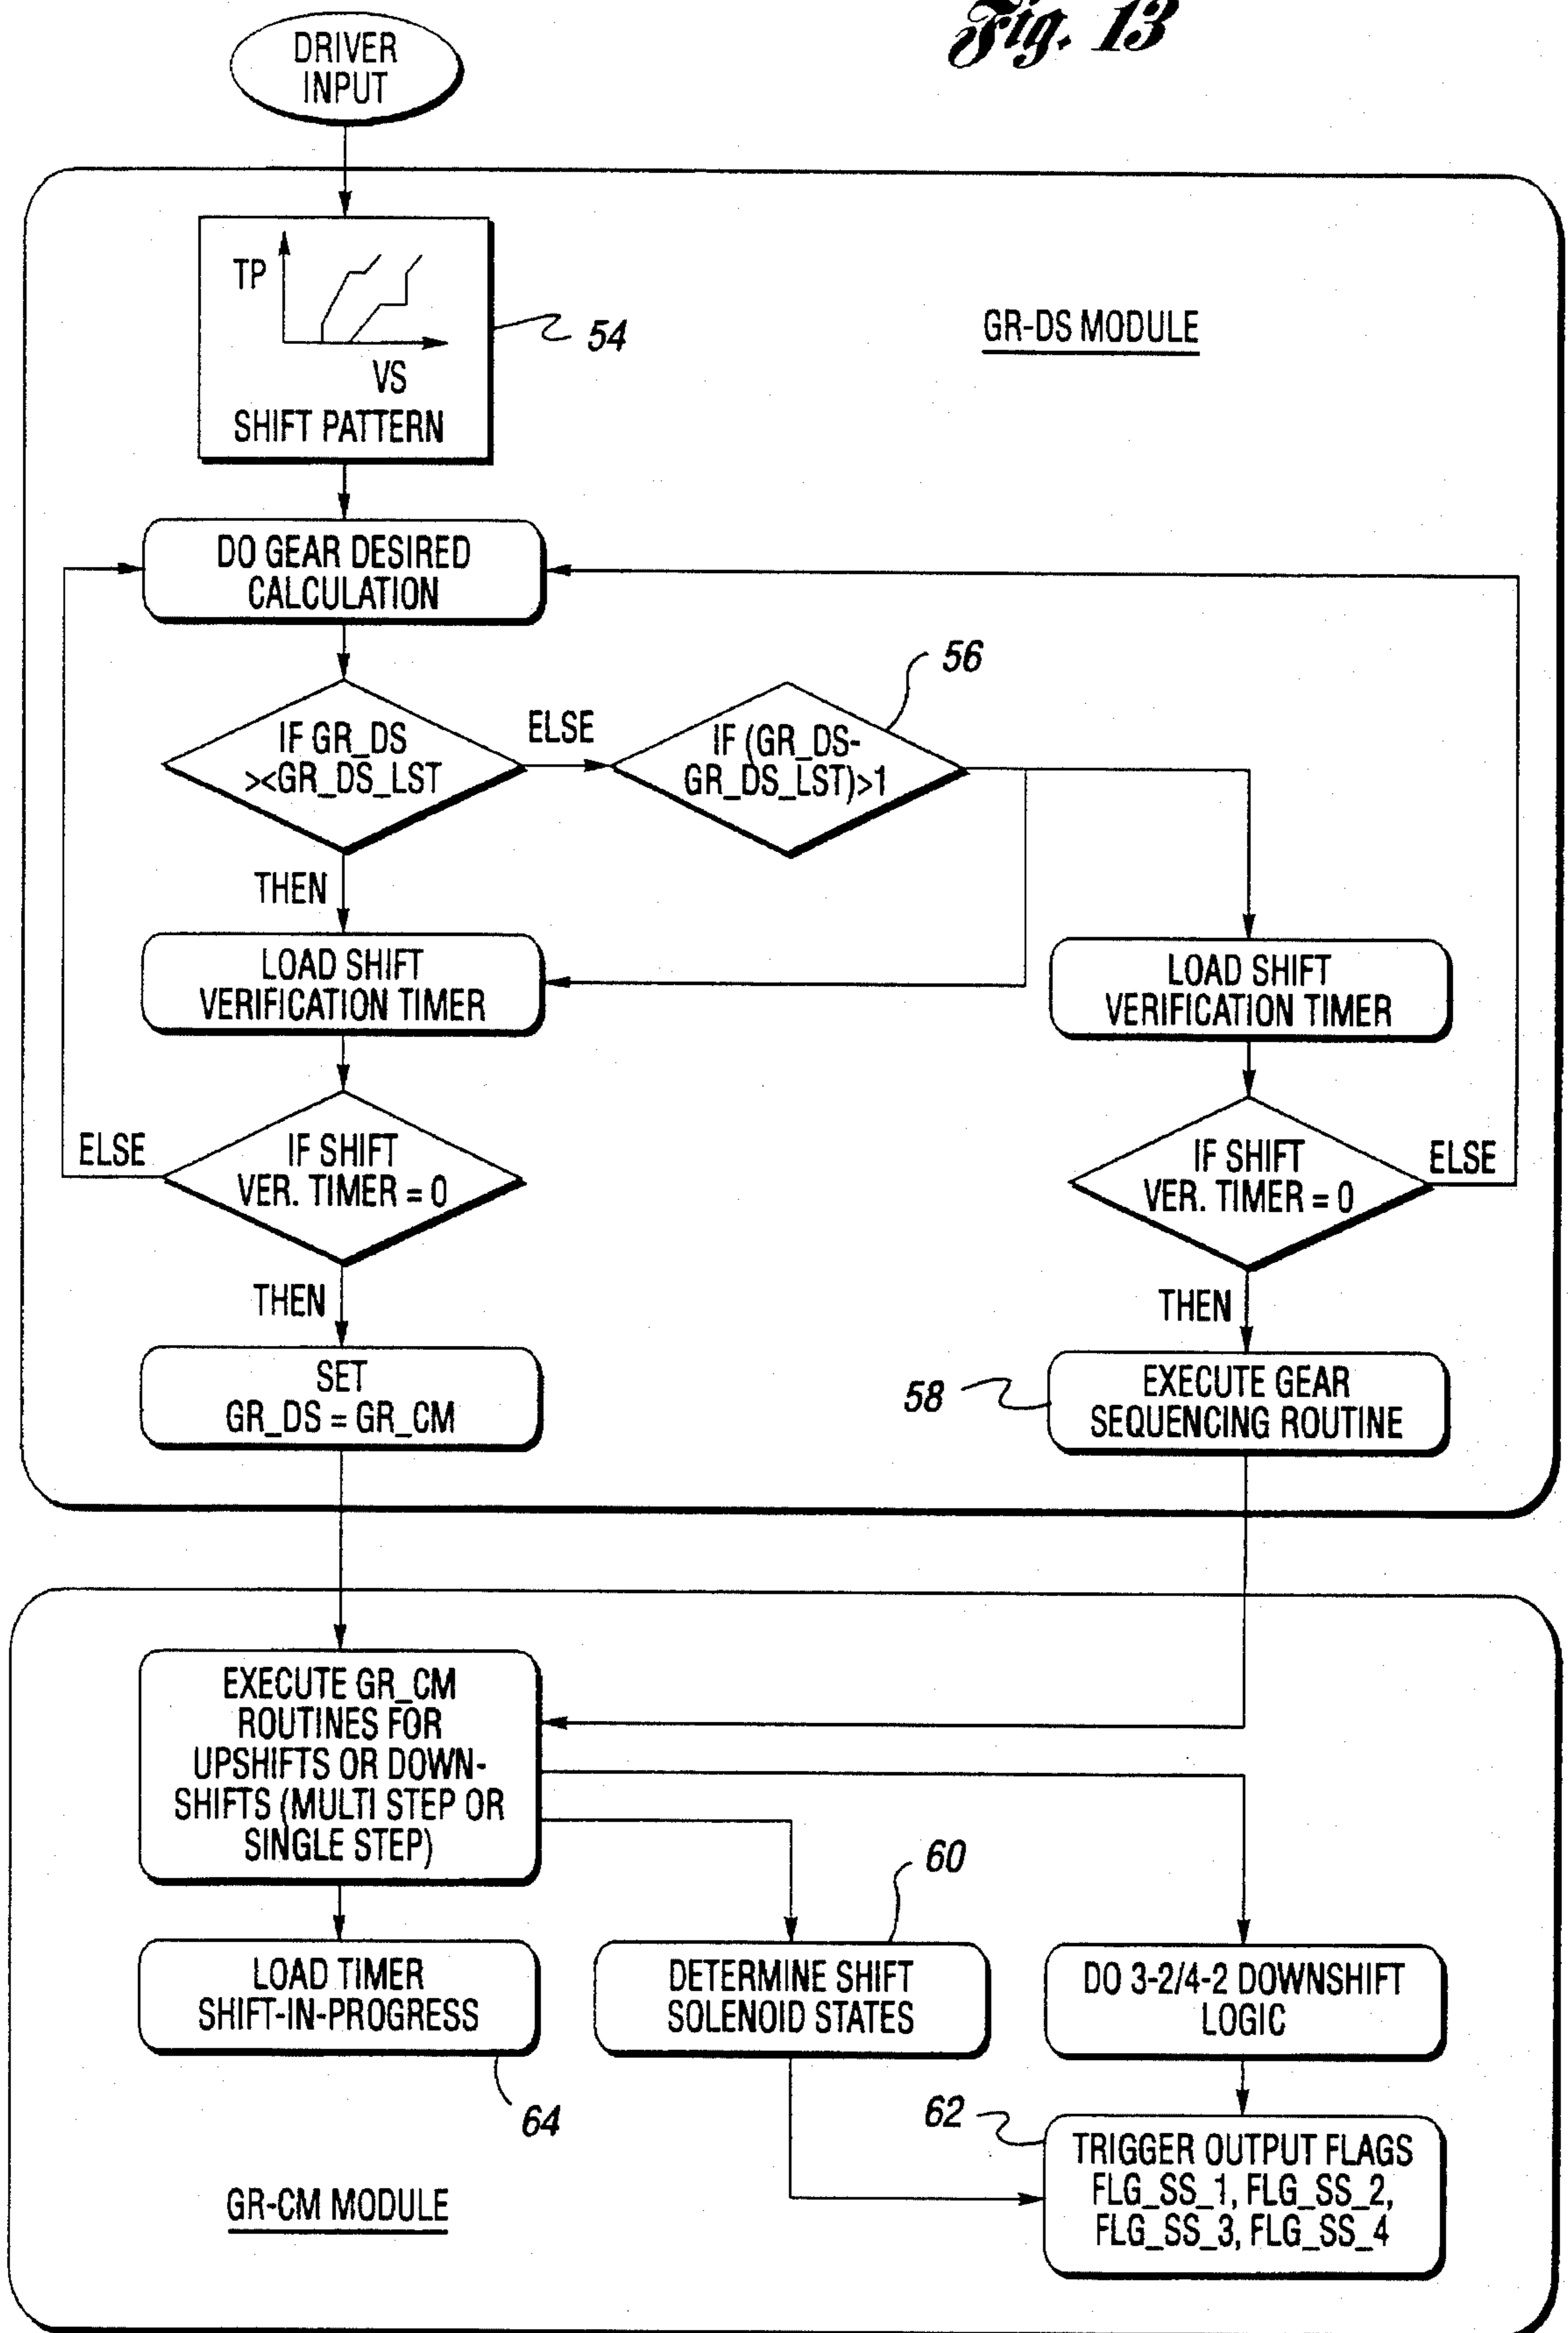 Fig. 13
DRIVER
INPUT
TP
VS
SHIFT PATTERN
54
GR-DS MODULE
DO GEAR DESIRED
CALCULATION
IF GR_DS
><GR_DS_LST
ELSE
IF (GR_DS-
GR_DS_LST)>1
56
THEN
LOAD SHIFT
VERIFICATION TIMER
LOAD SHIFT
VERIFICATION TIMER
ELSE
IF SHIFT
VER. TIMER = 0
IF SHIFT
VER. TIMER = 0
ELSE
THEN
THEN
SET
GR_DS = GR_CM
58
EXECUTE GEAR
SEQUENCING ROUTINE
EXECUTE GR_CM
ROUTINES FOR
UPSHIFTS OR DOWN-
SHIFTS (MULTI STEP OR
SINGLE STEP)
60
LOAD TIMER
SHIFT-IN-PROGRESS
DETERMINE SHIFT
SOLENOID STATES
DO 3-2/4-2 DOWNSHIFT
LOGIC
64
62
TRIGGER OUTPUT FLAGS
FLG_SS_1, FLG_SS_2,
FLG_SS_3, FLG_SS_4
GR-CM MODULE